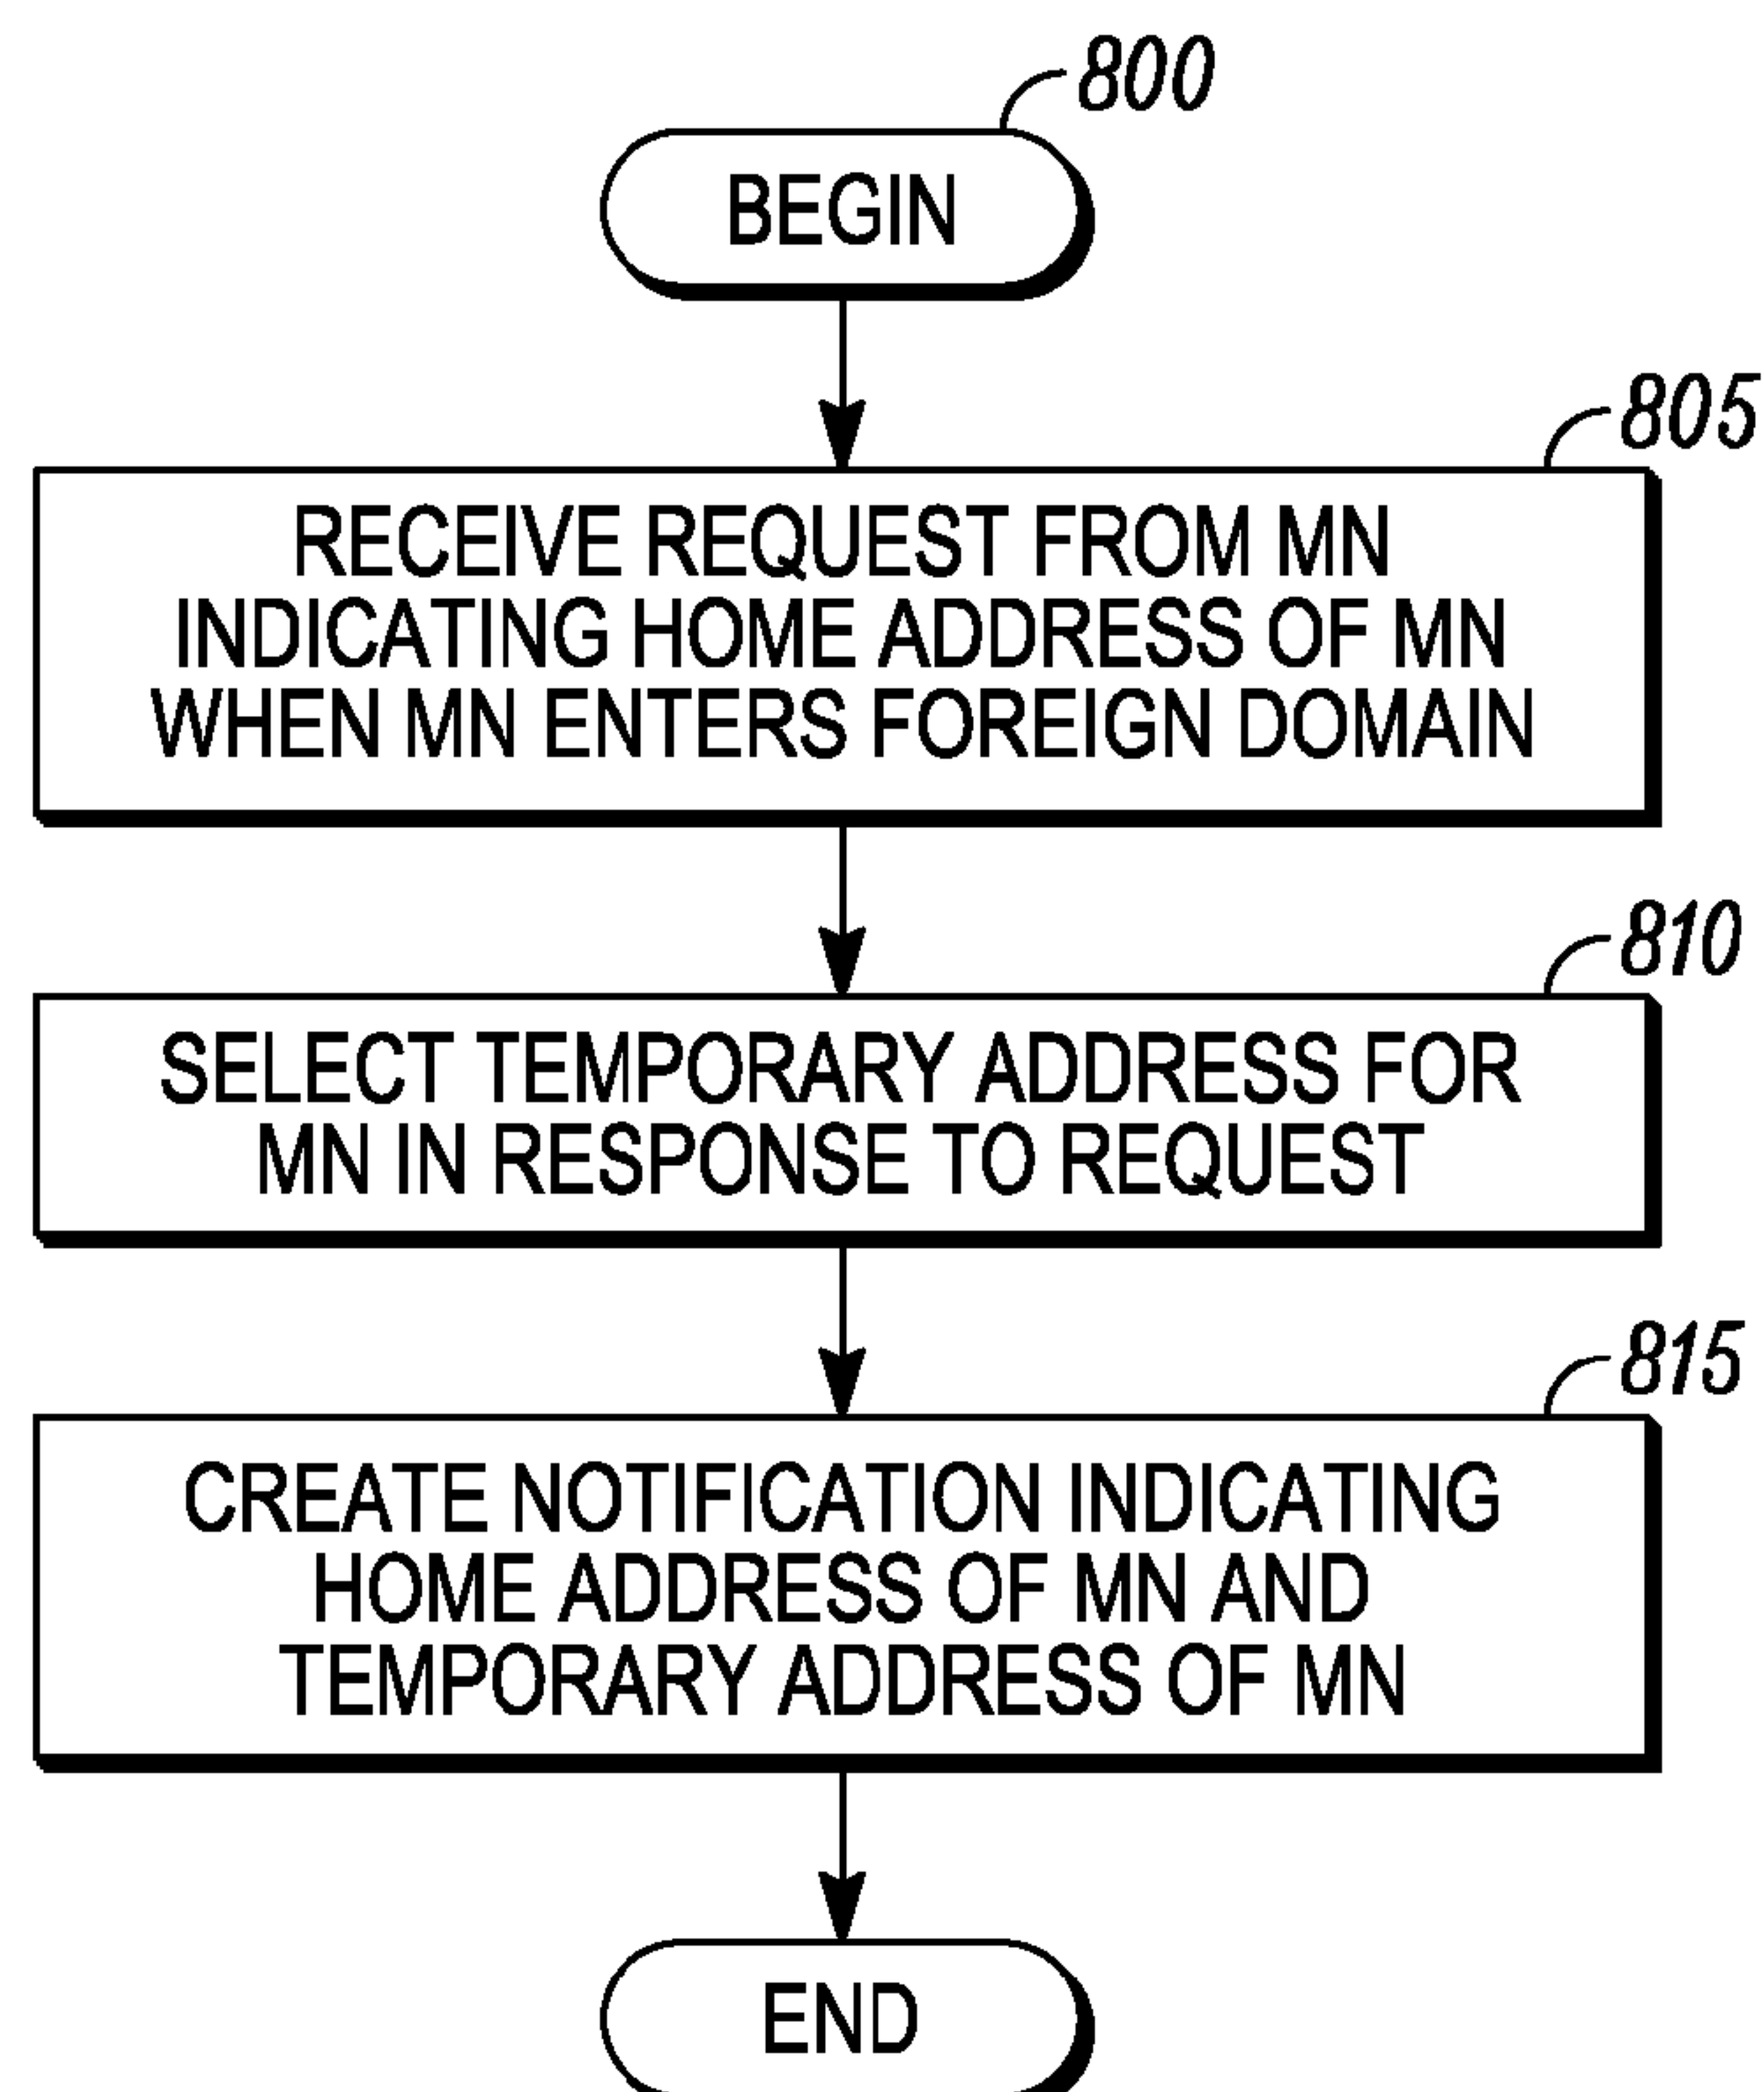 800
BEGIN
805
RECEIVE REQUEST FROM MN
INDICATING HOME ADDRESS OF MN
WHEN MN ENTERS FOREIGN DOMAIN
810
SELECT TEMPORARY ADDRESS FOR
MN IN RESPONSE TO REQUEST
815
CREATE NOTIFICATION INDICATING
HOME ADDRESS OF MN AND
TEMPORARY ADDRESS OF MN
END